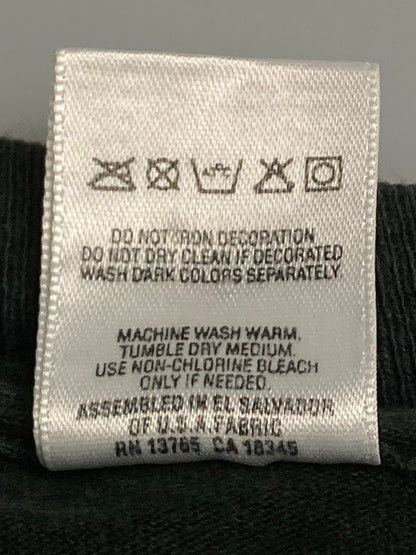 40°C
DO NOT IRON DECORATION
DO NOT DRY CLEAN IF DECORATED
WASH DARK COLORS SEPARATELY
MACHINE WASH WARM.
TUMBLE DRY MEDIUM.
USE NON-CHLORINE BLEACH
ONLY IF NEEDED.
ASSEMBLED IN EL SALVADOR
OF U.S.A. FABRIC
RN 13765 CA 18345